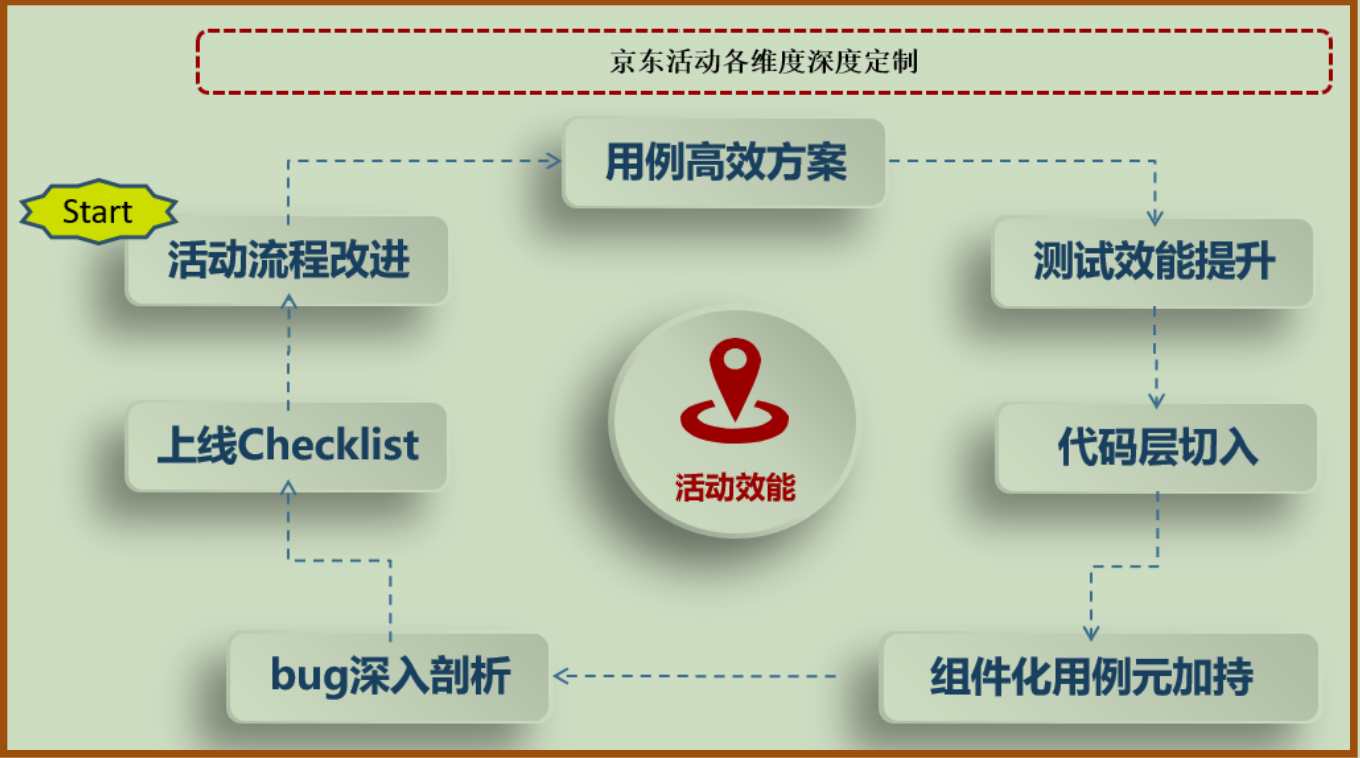 京东活动各维度深度定制
用例高效方案
Start
活动流程改进
测试效能提升
上线Checklist
代码层切入
活动效能
bug深入剖析
组件化用例元加持